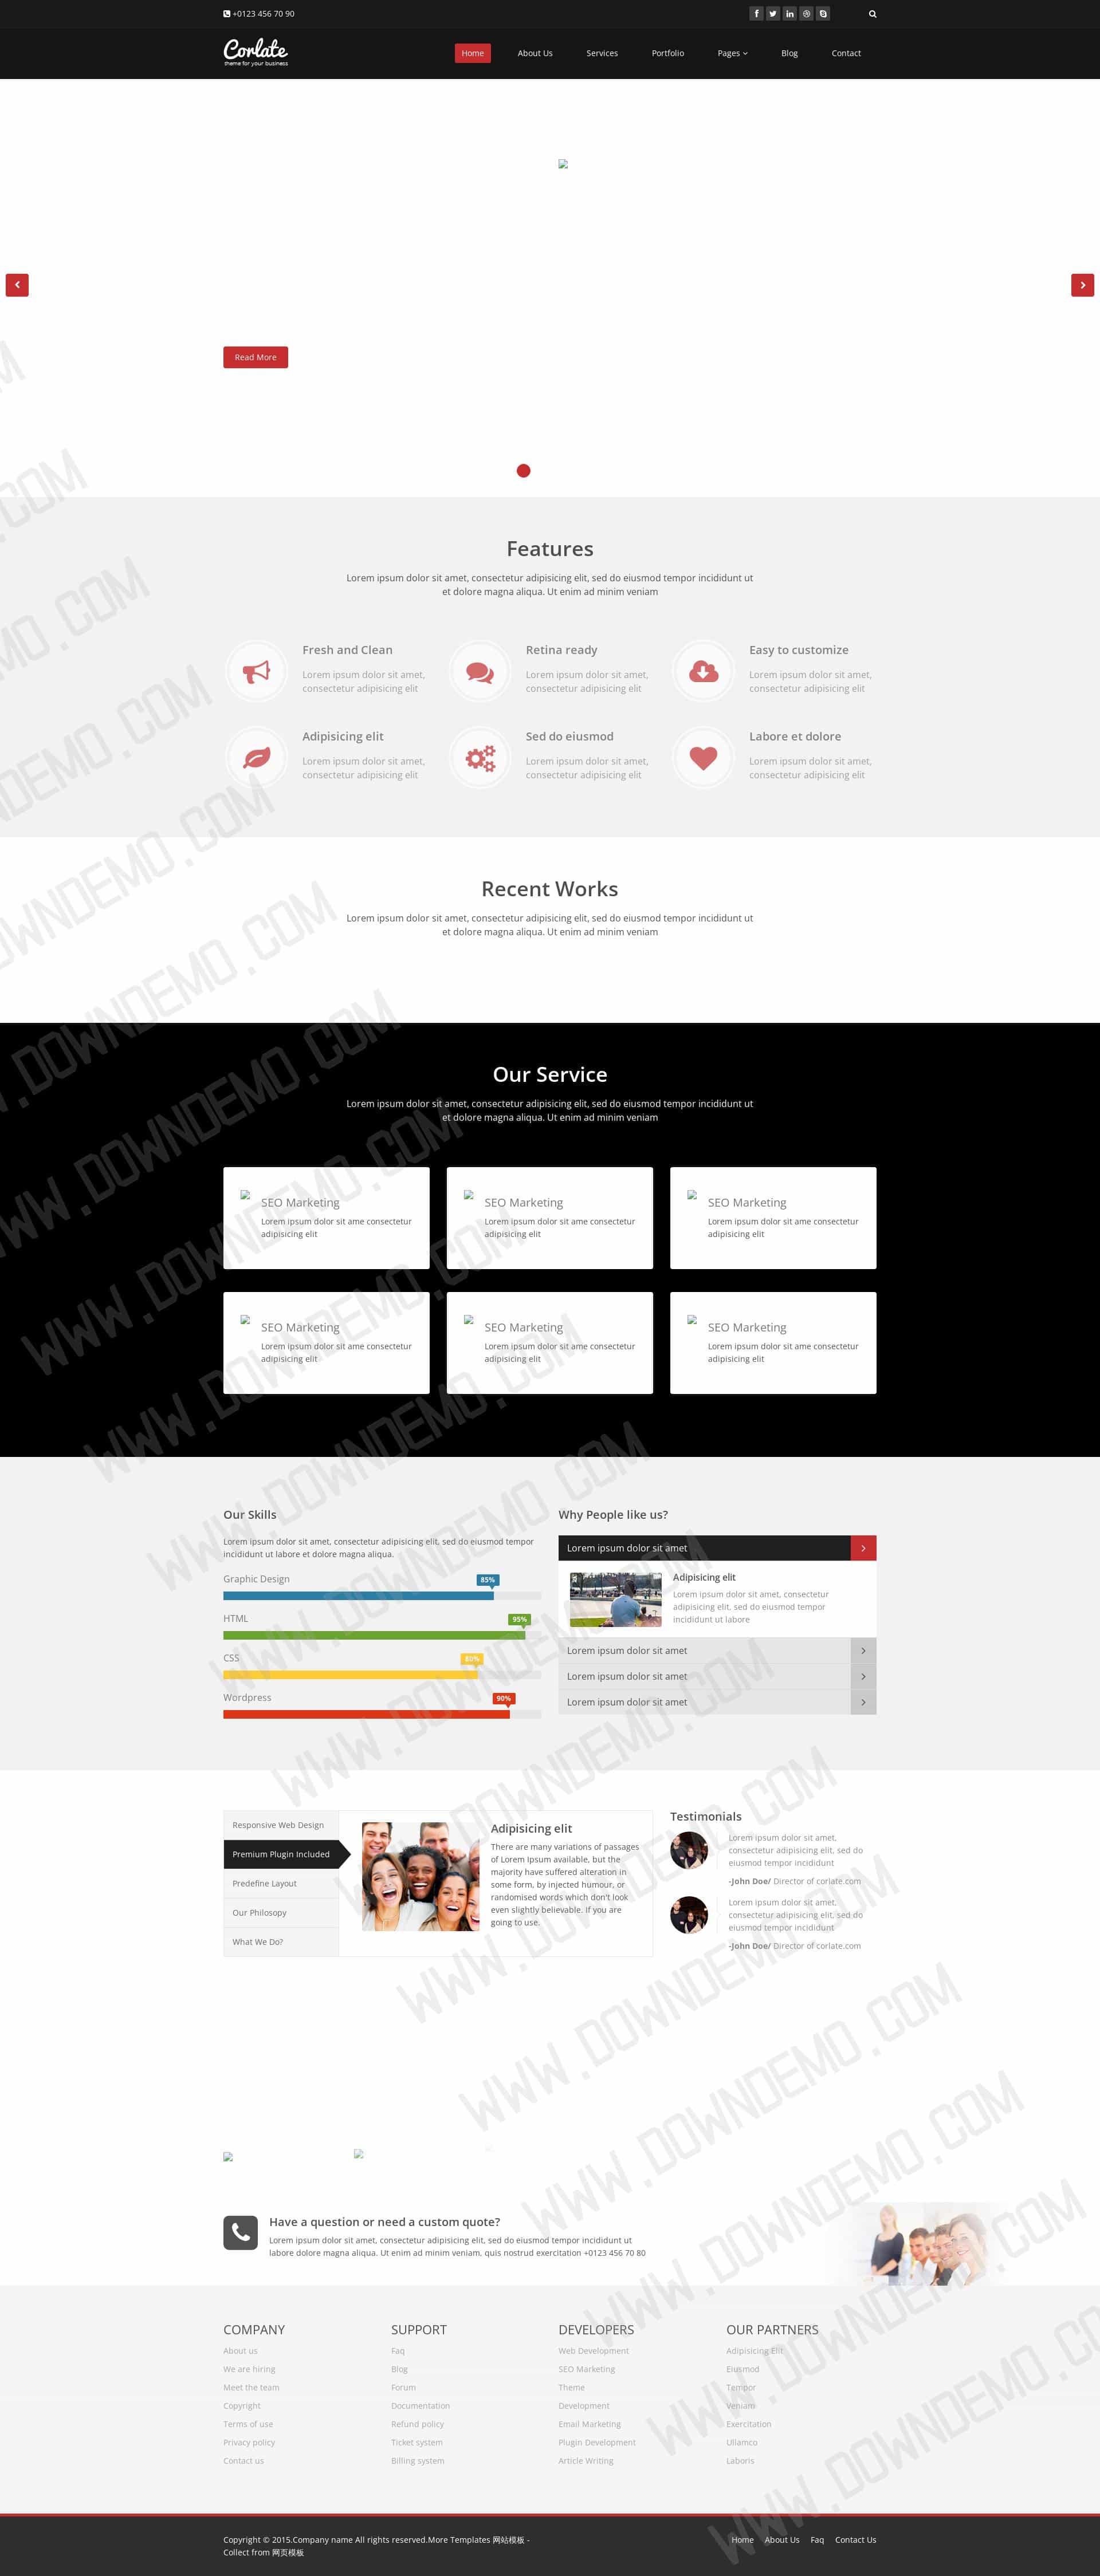 +0123 456 70 90
Corlate
theme for your business
Home
About Us
Services
Portfolio
Pages
Blog
Contact
Read More
Features
Lorem ipsum dolor sit amet, consectetur adipisicing elit, sed do eiusmod tempor incididunt ut
et dolore magna aliqua. Ut enim ad minim veniam
Fresh and Clean
Lorem ipsum dolor sit amet,
consectetur adipisicing elit
Retina ready
Lorem ipsum dolor sit amet,
consectetur adipisicing elit
Easy to customize
Lorem ipsum dolor sit amet,
consectetur adipisicing elit
Adipisicing elit
Lorem ipsum dolor sit amet,
consectetur adipisicing elit
Sed do eiusmod
Lorem ipsum dolor sit amet,
consectetur adipisicing elit
Labore et dolore
Lorem ipsum dolor sit amet,
consectetur adipisicing elit
Recent Works
Lorem ipsum dolor sit amet, consectetur adipisicing elit, sed do eiusmod tempor incididunt ut
et dolore magna aliqua. Ut enim ad minim veniam
Our Service
Lorem ipsum dolor sit amet, consectetur adipisicing elit, sed do eiusmod tempor incididunt ut
et dolore magna aliqua. Ut enim ad minim veniam
SEO Marketing
Lorem ipsum dolor sit ame consectetur
adipisicing elit
SEO Marketing
Lorem ipsum dolor sit ame consectetur
adipisicing elit
SEO Marketing
Lorem ipsum dolor sit ame consectetur
adipisicing elit
SEO Marketing
Lorem ipsum dolor sit ame consectetur
adipisicing elit
SEO Marketing
Lorem ipsum dolor sit ame consectetur
adipisicing elit
SEO Marketing
Lorem ipsum dolor sit ame consectetur
adipisicing elit
Our Skills
Lorem ipsum dolor sit amet, consectetur adipisicing elit, sed do eiusmod tempor
incididunt ut labore et dolore magna aliqua.
Graphic Design
85%
HTML
95%
CSS
80%
Wordpress
90%
Why People like us?
Lorem ipsum dolor sit amet
Adipisicing elit
Lorem ipsum dolor sit amet, consectetur
adipisicing elit, sed do eiusmod tempor
incididunt ut labore
Lorem ipsum dolor sit amet
Lorem ipsum dolor sit amet
Lorem ipsum dolor sit amet
Responsive Web Design
Premium Plugin Included
Predefine Layout
Our Philosopy
What We Do?
Adipisicing elit
There are many variations of passages
of Lorem Ipsum available, but the
majority have suffered alteration in
some form, by injected humour, or
randomised words which don't look
even slightly believable. If you are
going to use.
Testimonials
Lorem ipsum dolor sit amet,
consectetur adipisicing elit, sed do
eiusmod tempor incididunt
-John Doe/ Director of corlate.com
Lorem ipsum dolor sit amet,
consectetur adipisicing elit, sed do
eiusmod tempor incididunt
-John Doe/ Director of corlate.com
Have a question or need a custom quote?
Lorem ipsum dolor sit amet, consectetur adipisicing elit, sed do eiusmod tempor incididunt ut
labore dolore magna aliqua. Ut enim ad minim veniam, quis nostrud exercitation +0123 456 70 80
COMPANY
About us
We are hiring
Meet the team
Copyright
Terms of use
Privacy policy
Contact us
SUPPORT
Faq
Blog
Forum
Documentation
Refund policy
Ticket system
Billing system
DEVELOPERS
Web Development
SEO Marketing
Theme
Development
Email Marketing
Plugin Development
Article Writing
OUR PARTNERS
Adipisicing Elit
Eiusmod
Tempor
Veniam
Exercitation
Ullamco
Laboris
Copyright © 2015.Company name All rights reserved.More Templates 网站模板 -
Collect from 网页模板
Home
About Us
Faq
Contact Us
WWW.DOWNDEMO.COM